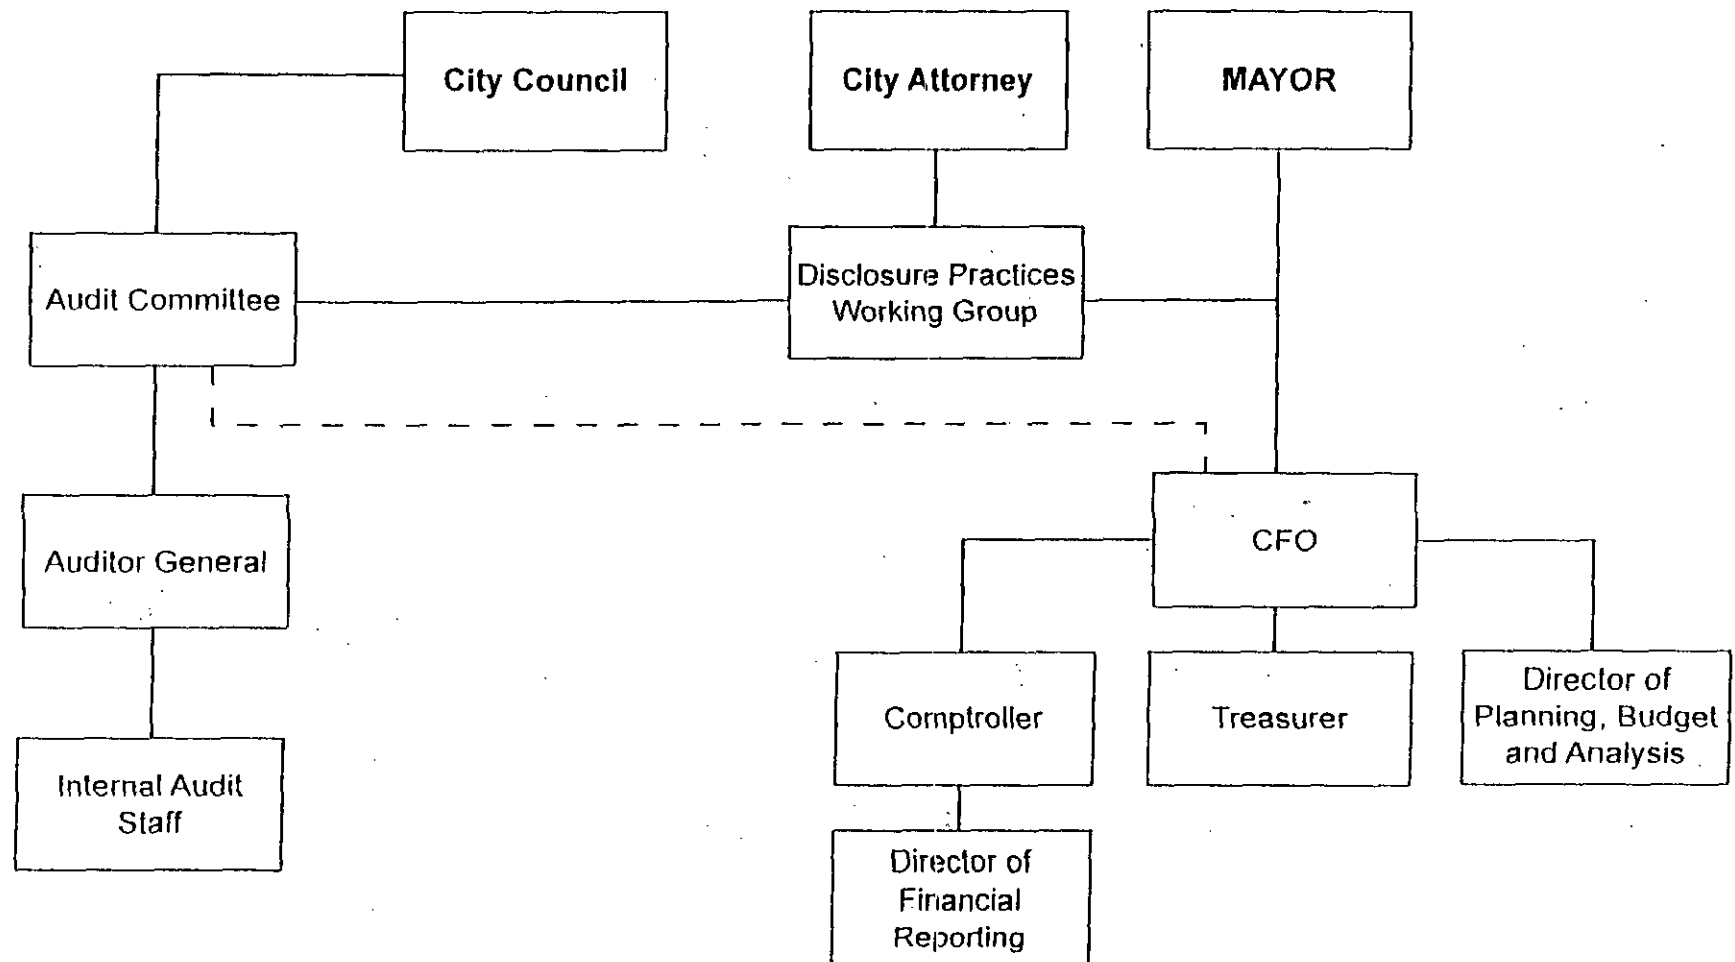 City Council
City Attorney
MAYOR
Audit Committee
Disclosure Practices
Working Group
Auditor General
CFO
Comptroller
Treasurer
Director of
Planning, Budget
and Analysis
Internal Audit
Staff
Director of
Financial
Reporting